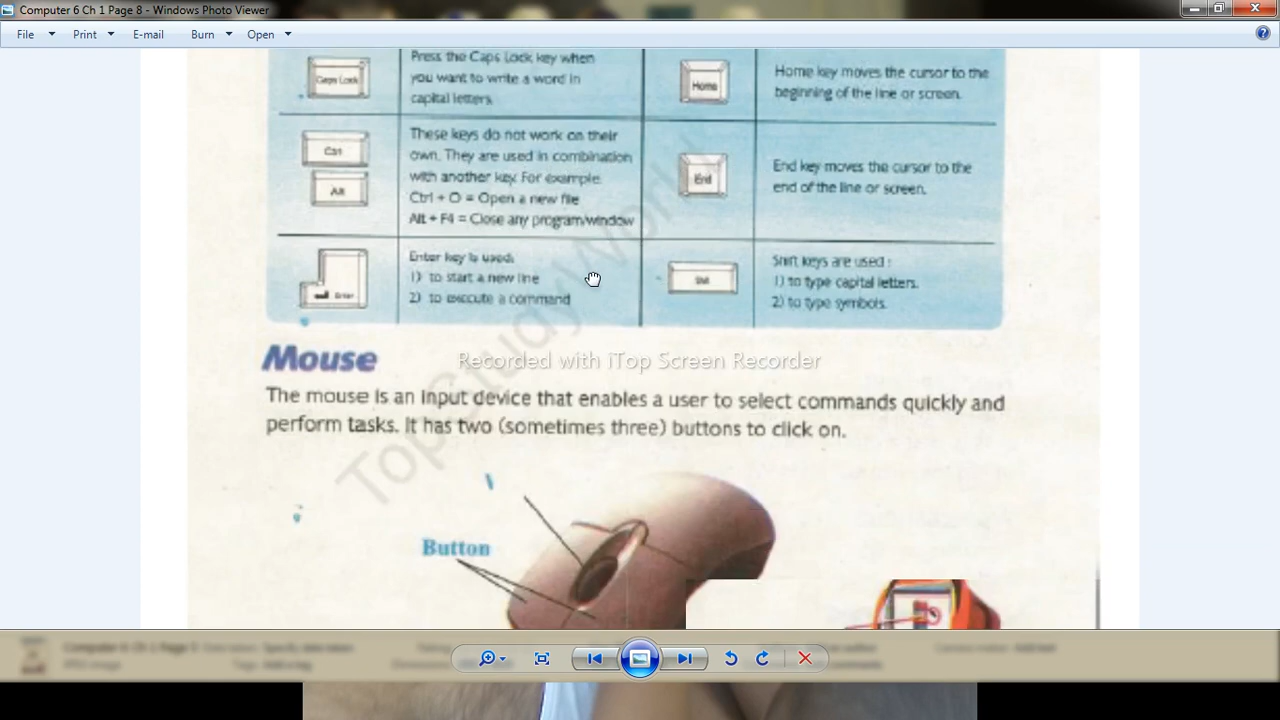 Computer 6 Ch 1 Page 8 - Windows Photo Viewer
File Print E-mail Burn Open
Caps Lock
Press the Caps Lock key when
you want to write a word in
capital letters.
Home
Home key moves the cursor to the
beginning of the line or screen.
Ctrl
Alt
These keys do not work on their
own. They are used in combination
with another key. For example.
Ctrl + O = Open a new file
Alt + F4 = Close any program/window
End
End key moves the cursor to the
end of the line or screen.
Enter
Enter key is used:
1) to start a new line
2) to execute a command
Shift keys are used :
1) to type capital letters.
2) to type symbols.
Mouse
Recorded with iTop Screen Recorder
The mouse is an input device that enables a user to select commands quickly and
perform tasks. It has two (sometimes three) buttons to click on.
Top Study World
Button